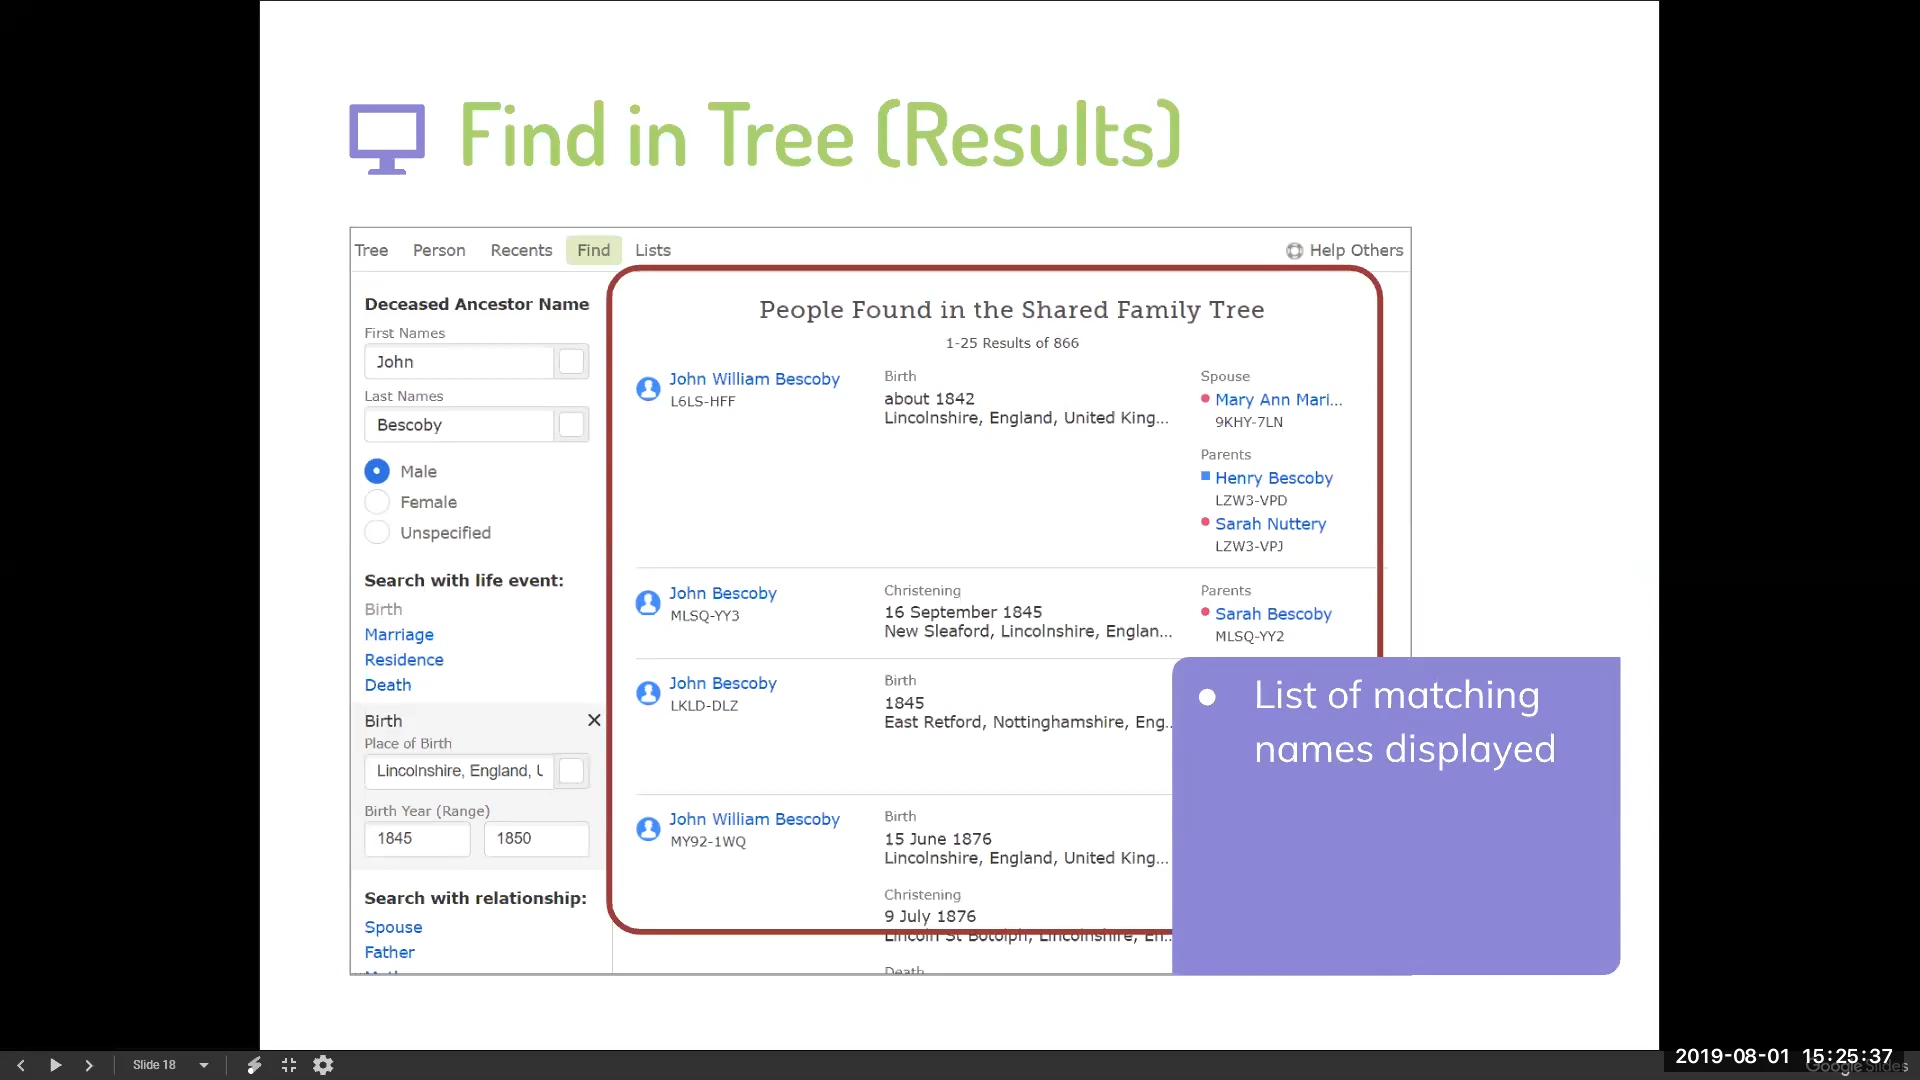 Find in Tree (Results)
Tree Person Recents Find Lists Help Others
Deceased Ancestor Name
First Names
John
Last Names
Bescoby
Male
Female
Unspecified
Search with life event:
Birth
Marriage
Residence
Death
Birth
Place of Birth
Lincolnshire, England, U
Birth Year (Range)
1845 1850
Search with relationship:
Spouse
Father
People Found in the Shared Family Tree
1-25 Results of 866
John William Bescoby
L6LS-HFF
Birth
about 1842
Lincolnshire, England, United King...
Spouse
Mary Ann Mari...
9KHY-7LN
Parents
Henry Bescoby
LZW3-VPD
Sarah Nuttery
LZW3-VPJ
John Bescoby
MLSQ-YY3
Christening
16 September 1845
New Sleaford, Lincolnshire, Englan...
Parents
Sarah Bescoby
MLSQ-YY2
John Bescoby
LKLD-DLZ
Birth
1845
East Retford, Nottinghamshire, Eng...
John William Bescoby
MY92-1WQ
Birth
15 June 1876
Lincolnshire, England, United King...
Christening
9 July 1876
Lincoln St Botolph, Lincolnshire, En...
Death
List of matching
names displayed
Slide 18
2019-08-01 15:25:37
Google Slides